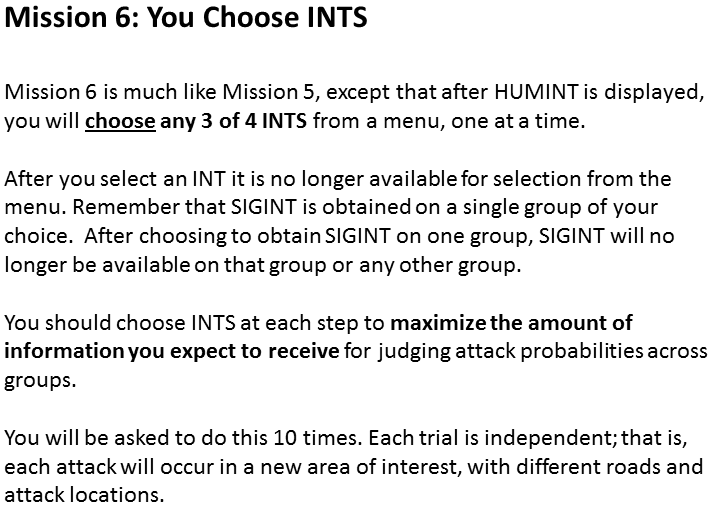 Mission 6: You Choose INTS
Mission 6 is much like Mission 5, except that after HUMINT is displayed,
you will choose any 3 of 4 INTS from a menu, one at a time.
After you select an INT it is no longer available for selection from the
menu. Remember that SIGINT is obtained on a single group of your
choice.  After choosing to obtain SIGINT on one group, SIGINT will no
longer be available on that group or any other group.
You should choose INTS at each step to maximize the amount of
information you expect to receive for judging attack probabilities across
groups.
You will be asked to do this 10 times. Each trial is independent; that is,
each attack will occur in a new area of interest, with different roads and
attack locations.